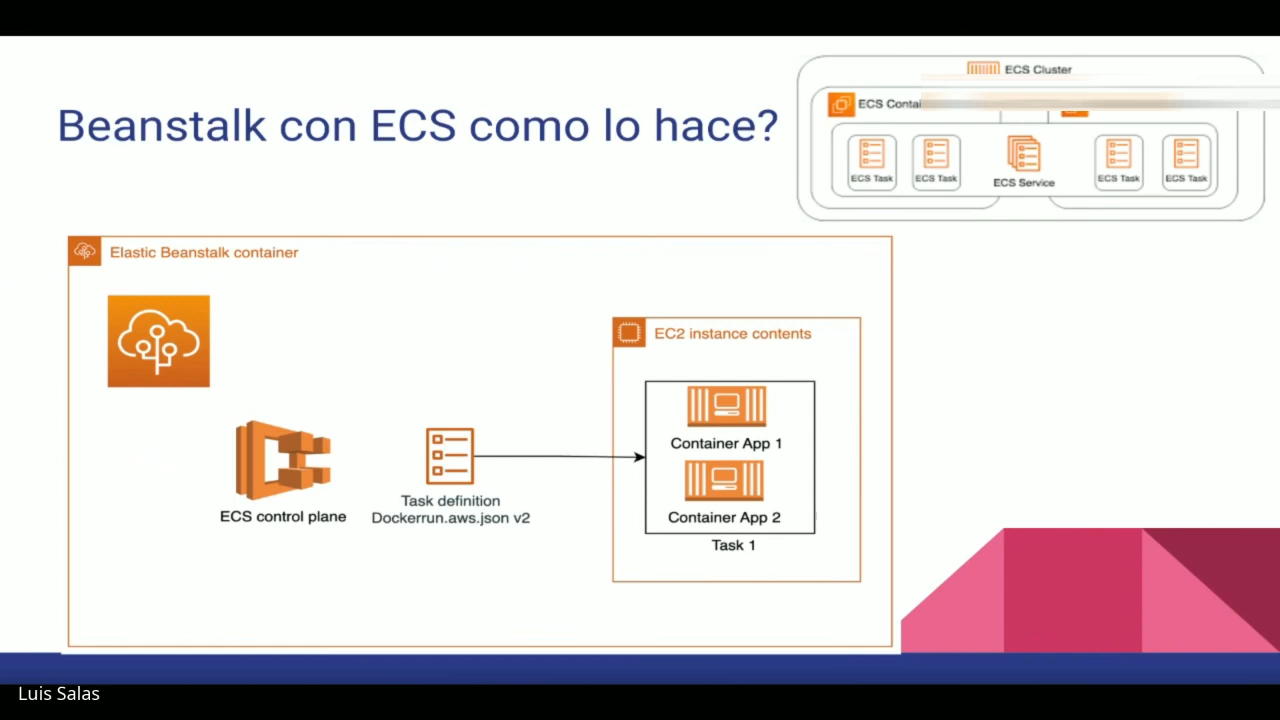 Beanstalk con ECS como lo hace?
ECS Cluster
ECS
ECS Task
ECS Task
ECS Service
ECS Task
ECS Task
Elastic Beanstalk container
EC2 instance contents
Container App 1
Container App 2
Task 1
ECS control plane
Task definition
Dockerrun.aws.json v2
Luis Salas